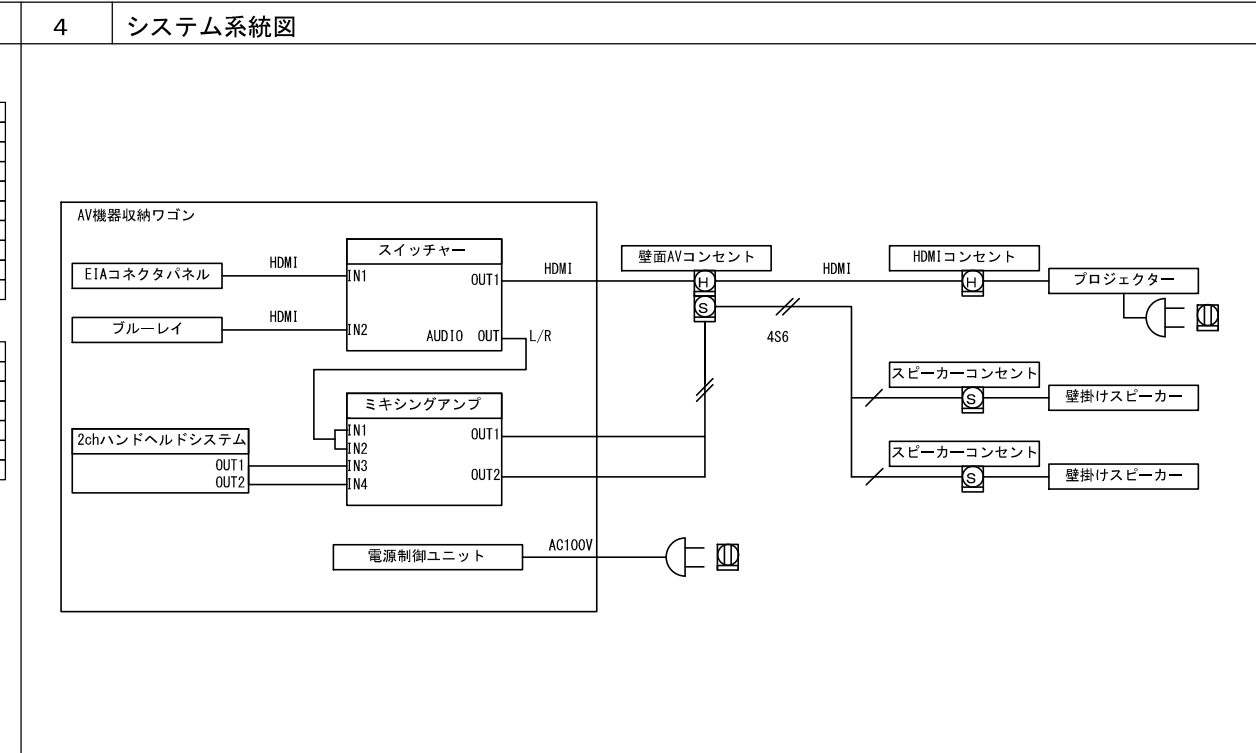 4 システム系統図
AV機器収納ワゴン
EIAコネクタパネル
HDMI
ブルーレイ
HDMI
スイッチャー
IN1
OUT1
IN2
AUDIO OUT
L/R
HDMI
2chハンドヘルドシステム
OUT1
OUT2
ミキシングアンプ
IN1
IN2
IN3
IN4
OUT1
OUT2
電源制御ユニット
AC100V
壁面AVコンセント
H
S
HDMI
4S6
HDMIコンセント
H
プロジェクター
スピーカーコンセント
S
壁掛けスピーカー
スピーカーコンセント
S
壁掛けスピーカー